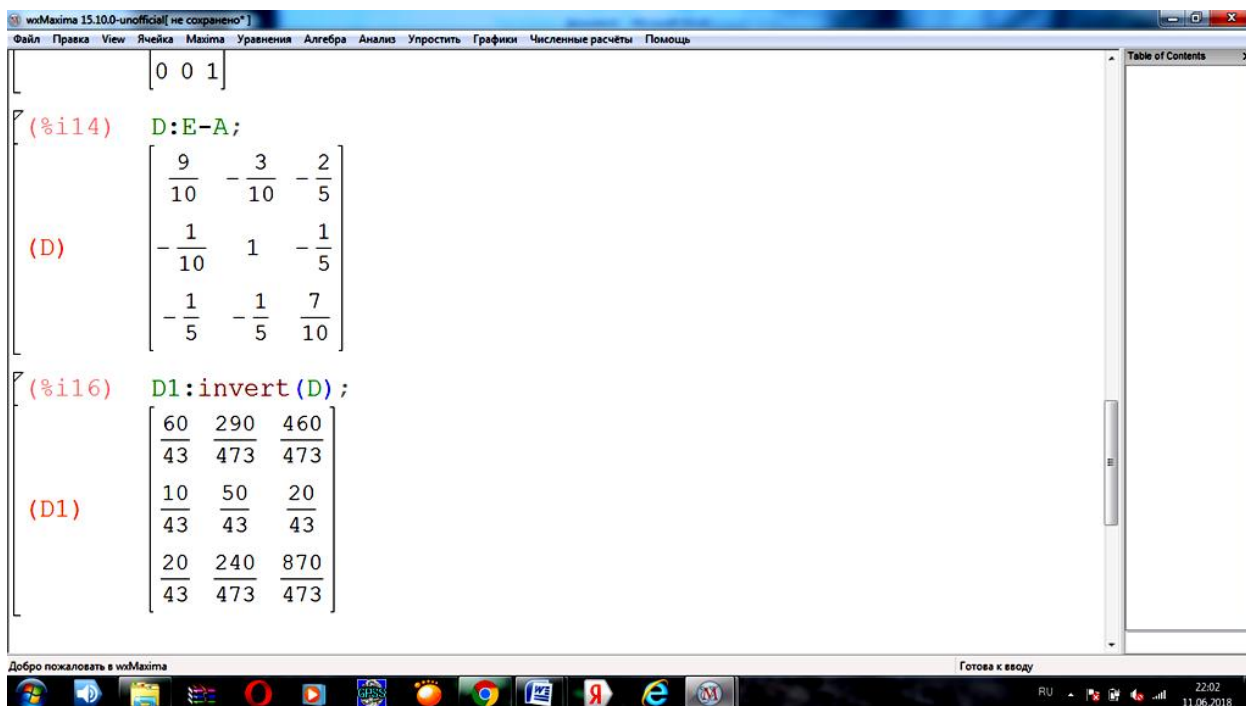 wxMaxima 15.10.0-unofficial[ не сохранено* ]
Файл Правка View Ячейка Maxima Уравнения Алгебра Анализ Упростить Графики Численные расчёты Помощь
Table of Contents
0 0 1
(%i14) D:E-A;
(D)
9/10 -3/10 -2/5
-1/10 1 -1/5
-1/5 -1/5 7/10
(%i16) D1:invert(D);
(D1)
60/43 290/473 460/473
10/43 50/43 20/43
20/43 240/473 870/473
Добро пожаловать в wxMaxima
Готова к вводу
GPSS
RU
22:02
11.06.2018